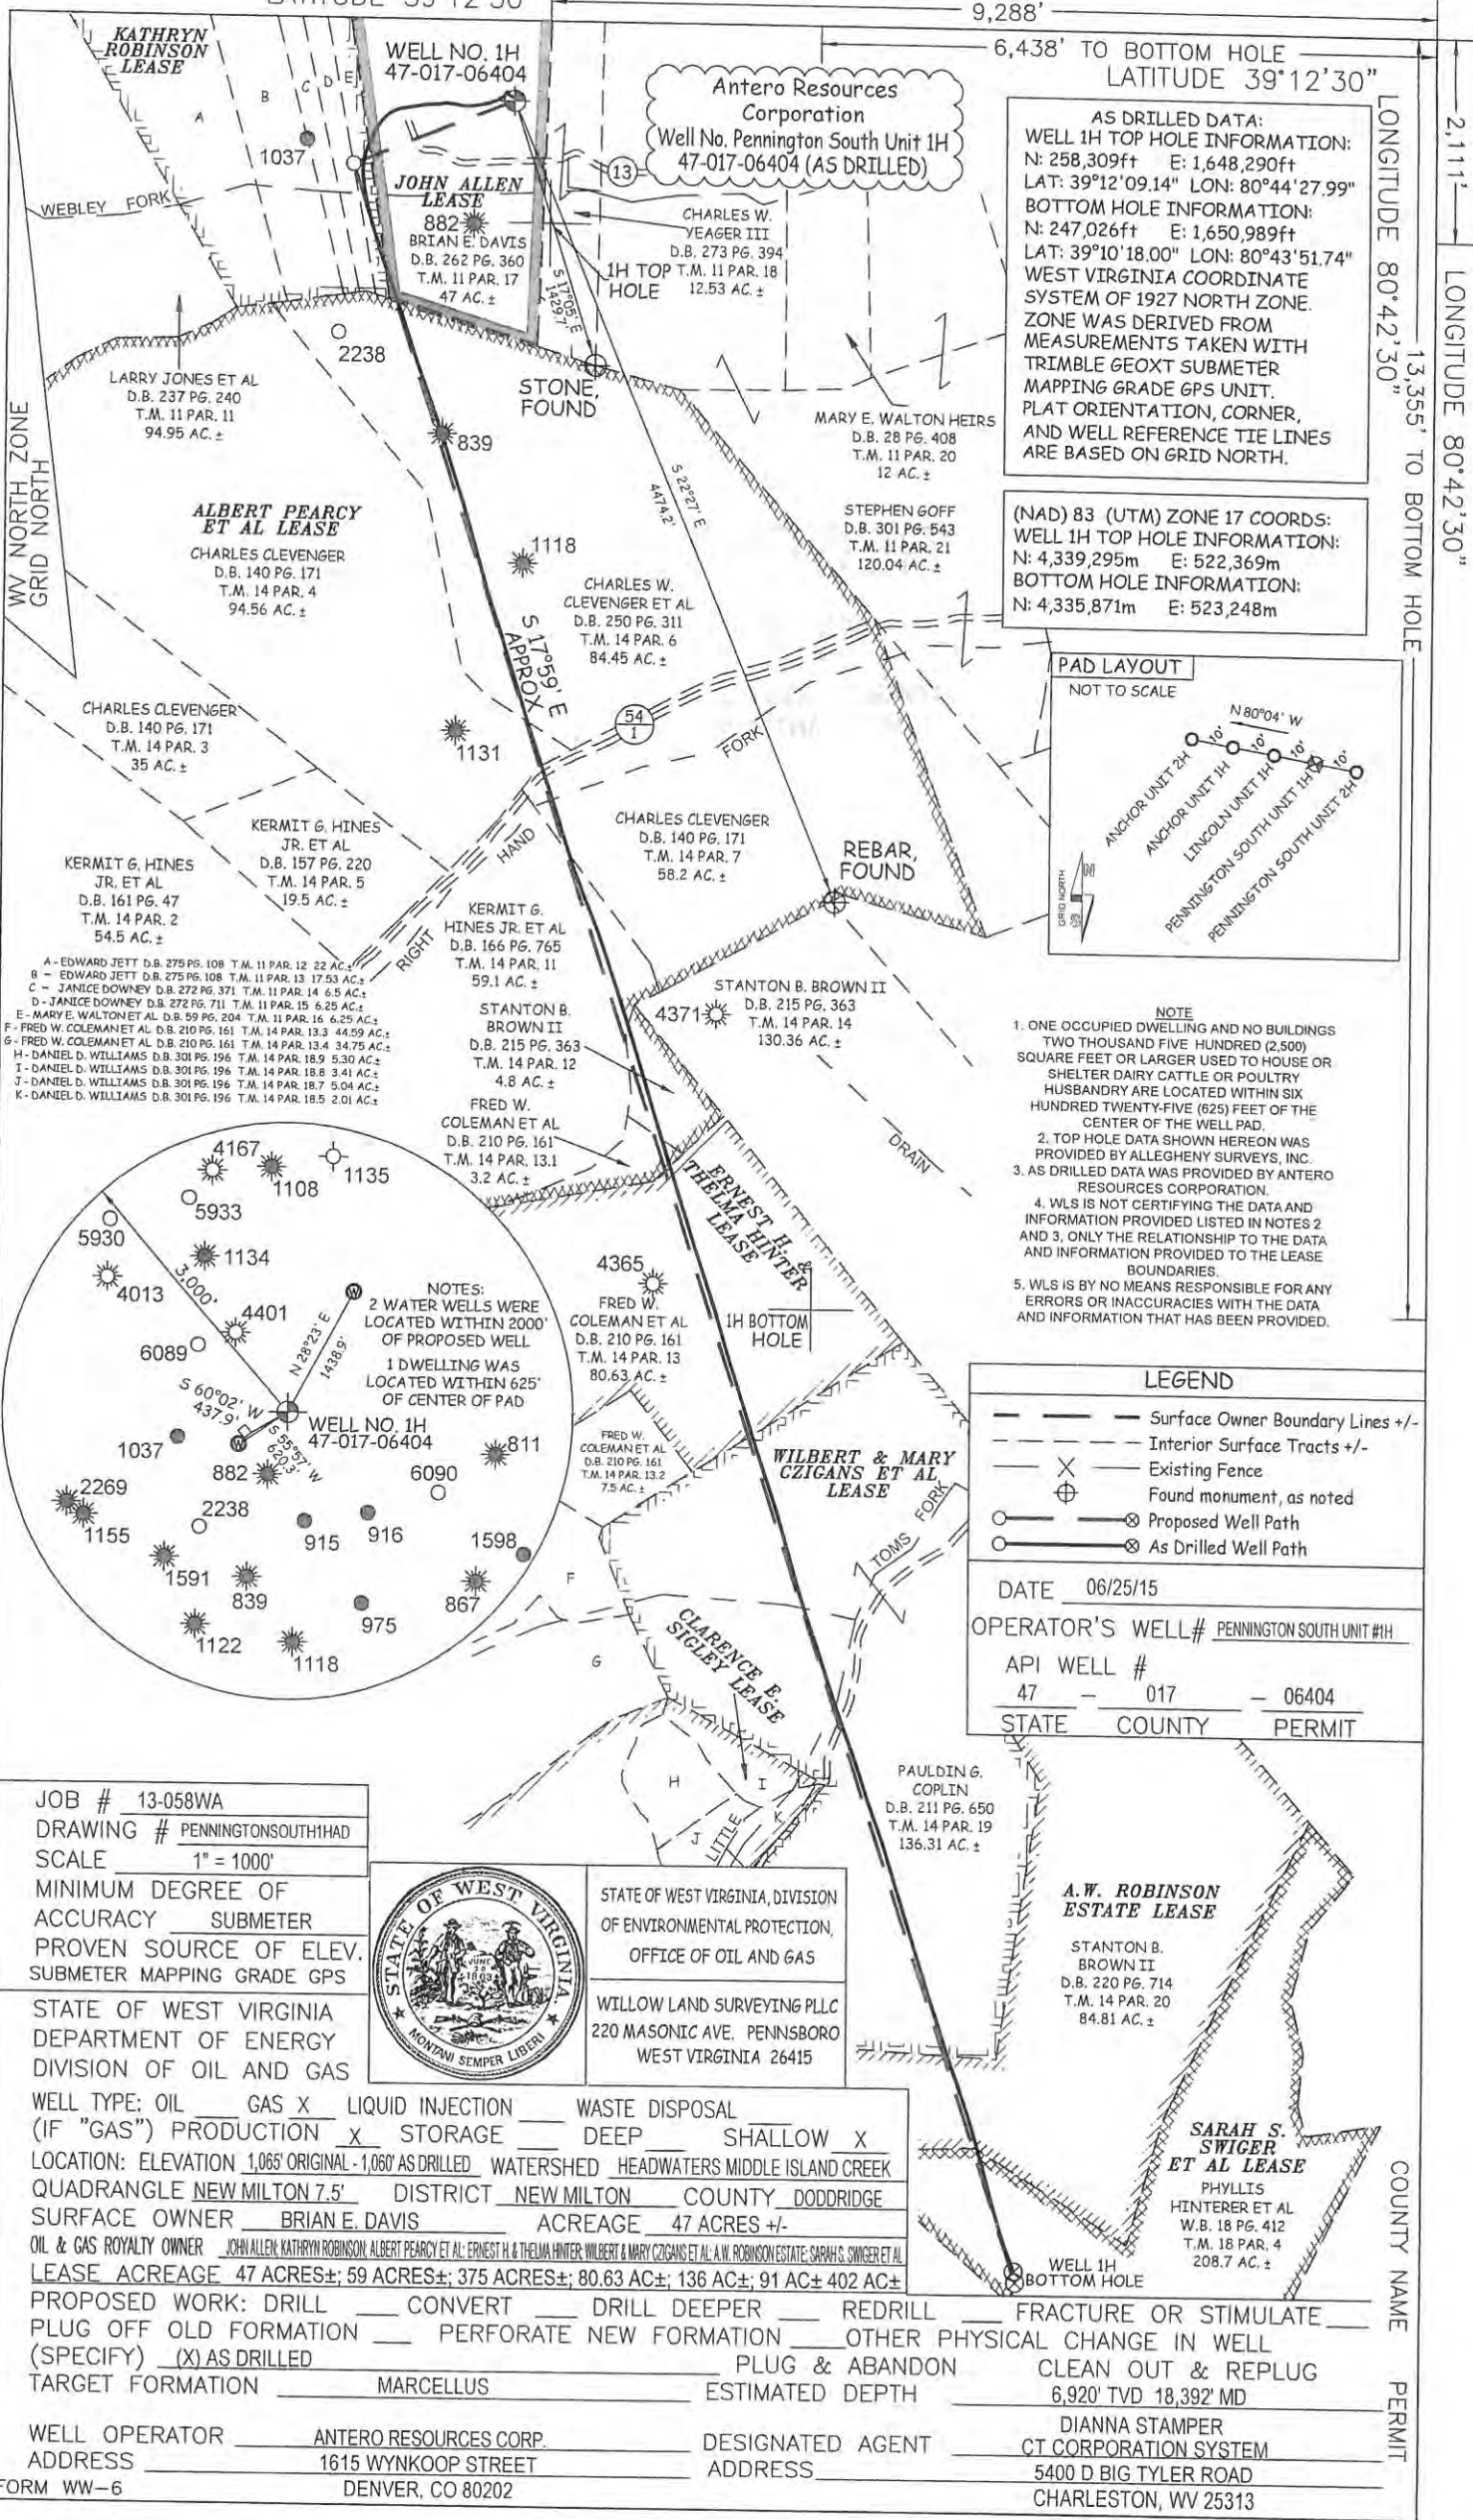 9,288'
6,438' TO BOTTOM HOLE
LATITUDE 39°12'30"
2,111'
LONGITUDE 80°42'30"
13,355' TO BOTTOM HOLE
LONGITUDE 80°42'30"
KATHRYN
ROBINSON
LEASE
A
B
C
D
E
WELL NO. 1H
47-017-06404
Antero Resources
Corporation
Well No. Pennington South Unit 1H
47-017-06404 (AS DRILLED)
1037
WEBLEY FORK
13
JOHN ALLEN
LEASE
882
BRIAN E. DAVIS
D.B. 262 PG. 360
T.M. 11 PAR. 17
47 AC. ±
CHARLES W.
YEAGER III
D.B. 273 PG. 394
T.M. 11 PAR. 18
12.53 AC. ±
1H TOP
HOLE
S 17°05' E
1429.7'
AS DRILLED DATA:
WELL 1H TOP HOLE INFORMATION:
N: 258,309ft E: 1,648,290ft
LAT: 39°12'09.14" LON: 80°44'27.99"
BOTTOM HOLE INFORMATION:
N: 247,026ft E: 1,650,989ft
LAT: 39°10'18.00" LON: 80°43'51.74"
WEST VIRGINIA COORDINATE
SYSTEM OF 1927 NORTH ZONE.
ZONE WAS DERIVED FROM
MEASUREMENTS TAKEN WITH
TRIMBLE GEOXT SUBMETER
MAPPING GRADE GPS UNIT.
PLAT ORIENTATION, CORNER,
AND WELL REFERENCE TIE LINES
ARE BASED ON GRID NORTH.
2238
LARRY JONES ET AL
D.B. 237 PG. 240
T.M. 11 PAR. 11
94.95 AC. ±
STONE,
FOUND
839
MARY E. WALTON HEIRS
D.B. 28 PG. 408
T.M. 11 PAR. 20
12 AC. ±
WV NORTH ZONE
GRID NORTH
S 22°27' E
4474.2'
ALBERT PEARCY
ET AL LEASE
CHARLES CLEVENGER
D.B. 140 PG. 171
T.M. 14 PAR. 4
94.56 AC. ±
STEPHEN GOFF
D.B. 301 PG. 543
T.M. 11 PAR. 21
120.04 AC. ±
(NAD) 83 (UTM) ZONE 17 COORDS:
WELL 1H TOP HOLE INFORMATION:
N: 4,339,295m E: 522,369m
BOTTOM HOLE INFORMATION:
N: 4,335,871m E: 523,248m
1118
CHARLES W.
CLEVENGER ET AL
D.B. 250 PG. 311
T.M. 14 PAR. 6
84.45 AC. ±
S 17°59' E
APPROX
PAD LAYOUT
NOT TO SCALE
N 80°04' W
10'
10'
10'
10'
ANCHOR UNIT 2H
ANCHOR UNIT 1H
LINCOLN UNIT 1H
PENNINGTON SOUTH UNIT 1H
PENNINGTON SOUTH UNIT 2H
GRID NORTH
CHARLES CLEVENGER
D.B. 140 PG. 171
T.M. 14 PAR. 3
35 AC. ±
1131
54
1
FORK
HAND
RIGHT
KERMIT G. HINES
JR. ET AL
D.B. 157 PG. 220
T.M. 14 PAR. 5
19.5 AC. ±
KERMIT G. HINES
JR. ET AL
D.B. 161 PG. 47
T.M. 14 PAR. 2
54.5 AC. ±
CHARLES CLEVENGER
D.B. 140 PG. 171
T.M. 14 PAR. 7
58.2 AC. ±
REBAR,
FOUND
KERMIT G.
HINES JR. ET AL
D.B. 166 PG. 765
T.M. 14 PAR. 11
59.1 AC. ±
A - EDWARD JETT D.B. 275 PG. 108 T.M. 11 PAR. 12 22 AC.±
B - EDWARD JETT D.B. 275 PG. 108 T.M. 11 PAR. 13 17.53 AC.±
C - JANICE DOWNEY D.B. 272 PG. 371 T.M. 11 PAR. 14 6.5 AC.±
D - JANICE DOWNEY D.B. 272 PG. 711 T.M. 11 PAR. 15 6.25 AC.±
E - MARY E. WALTON ET AL D.B. 59 PG. 204 T.M. 11 PAR. 16 6.25 AC.±
F - FRED W. COLEMAN ET AL D.B. 210 PG. 161 T.M. 14 PAR. 13.3 44.59 AC.±
G - FRED W. COLEMAN ET AL D.B. 210 PG. 161 T.M. 14 PAR. 13.4 34.75 AC.±
H - DANIEL D. WILLIAMS D.B. 301 PG. 196 T.M. 14 PAR. 18.9 5.30 AC.±
I - DANIEL D. WILLIAMS D.B. 301 PG. 196 T.M. 14 PAR. 18.8 3.41 AC.±
J - DANIEL D. WILLIAMS D.B. 301 PG. 196 T.M. 14 PAR. 18.7 5.04 AC.±
K - DANIEL D. WILLIAMS D.B. 301 PG. 196 T.M. 14 PAR. 18.5 2.01 AC.±
STANTON B.
BROWN II
D.B. 215 PG. 363
T.M. 14 PAR. 12
4.8 AC. ±
4371
STANTON B. BROWN II
D.B. 215 PG. 363
T.M. 14 PAR. 14
130.36 AC. ±
FRED W.
COLEMAN ET AL
D.B. 210 PG. 161
T.M. 14 PAR. 13.1
3.2 AC. ±
DRAIN
NOTE
1. ONE OCCUPIED DWELLING AND NO BUILDINGS
TWO THOUSAND FIVE HUNDRED (2,500)
SQUARE FEET OR LARGER USED TO HOUSE OR
SHELTER DAIRY CATTLE OR POULTRY
HUSBANDRY ARE LOCATED WITHIN SIX
HUNDRED TWENTY-FIVE (625) FEET OF THE
CENTER OF THE WELL PAD.
2. TOP HOLE DATA SHOWN HEREON WAS
PROVIDED BY ALLEGHENY SURVEYS, INC.
3. AS DRILLED DATA WAS PROVIDED BY ANTERO
RESOURCES CORPORATION.
4. WLS IS NOT CERTIFYING THE DATA AND
INFORMATION PROVIDED LISTED IN NOTES 2
AND 3, ONLY THE RELATIONSHIP TO THE DATA
AND INFORMATION PROVIDED TO THE LEASE
BOUNDARIES.
5. WLS IS BY NO MEANS RESPONSIBLE FOR ANY
ERRORS OR INACCURACIES WITH THE DATA
AND INFORMATION THAT HAS BEEN PROVIDED.
ERNEST H. &
THELMA HINTER
LEASE
4365
FRED W.
COLEMAN ET AL
D.B. 210 PG. 161
T.M. 14 PAR. 13
80.63 AC. ±
1H BOTTOM
HOLE
4167
1108
1135
5933
5930
1134
4013
3,000'
4401
6089
N 28°23' E
1438.9'
W
NOTES:
2 WATER WELLS WERE
LOCATED WITHIN 2000'
OF PROPOSED WELL
1 DWELLING WAS
LOCATED WITHIN 625'
OF CENTER OF PAD
S 60°02' W
437.9'
WELL NO. 1H
47-017-06404
S 55°57' W
620.3'
W
1037
882
811
6090
2269
1155
2238
915
916
1598
1591
839
975
867
1122
1118
FRED W.
COLEMAN ET AL
D.B. 210 PG. 161
T.M. 14 PAR. 13.2
7.5 AC. ±
WILBERT & MARY
CZIGANS ET AL
LEASE
TOMS FORK
F
G
CLARENCE E.
SIGLEY LEASE
H
I
J
K
LITTLE
LEGEND
Surface Owner Boundary Lines +/-
Interior Surface Tracts +/-
X Existing Fence
Found monument, as noted
Proposed Well Path
As Drilled Well Path
DATE 06/25/15
OPERATOR'S WELL# PENNINGTON SOUTH UNIT #1H
API WELL #
47 - 017 - 06404
STATE COUNTY PERMIT
PAULDIN G.
COPLIN
D.B. 211 PG. 650
T.M. 14 PAR. 19
136.31 AC. ±
A.W. ROBINSON
ESTATE LEASE
STANTON B.
BROWN II
D.B. 220 PG. 714
T.M. 14 PAR. 20
84.81 AC. ±
SARAH S.
SWIGER
ET AL LEASE
PHYLLIS
HINTERER ET AL
W.B. 18 PG. 412
T.M. 18 PAR. 4
208.7 AC. ±
WELL 1H
BOTTOM HOLE
JOB # 13-058WA
DRAWING # PENNINGTONSOUTH1HAD
SCALE 1" = 1000'
MINIMUM DEGREE OF
ACCURACY SUBMETER
PROVEN SOURCE OF ELEV.
SUBMETER MAPPING GRADE GPS
STATE OF WEST VIRGINIA
DEPARTMENT OF ENERGY
DIVISION OF OIL AND GAS
STATE OF WEST VIRGINIA
JUNE
20
1863
MONTANI SEMPER LIBERI
STATE OF WEST VIRGINIA, DIVISION
OF ENVIRONMENTAL PROTECTION,
OFFICE OF OIL AND GAS
WILLOW LAND SURVEYING PLLC
220 MASONIC AVE. PENNSBORO
WEST VIRGINIA 26415
WELL TYPE: OIL GAS X LIQUID INJECTION WASTE DISPOSAL
(IF "GAS") PRODUCTION X STORAGE DEEP SHALLOW X
LOCATION: ELEVATION 1,065' ORIGINAL - 1,060' AS DRILLED WATERSHED HEADWATERS MIDDLE ISLAND CREEK
QUADRANGLE NEW MILTON 7.5' DISTRICT NEW MILTON COUNTY DODDRIDGE
SURFACE OWNER BRIAN E. DAVIS ACREAGE 47 ACRES +/-
OIL & GAS ROYALTY OWNER JOHN ALLEN; KATHRYN ROBINSON; ALBERT PEARCY ET AL; ERNEST H. & THELMA HINTER; WILBERT & MARY CZIGANS ET AL; A.W. ROBINSON ESTATE; SARAH S. SWIGER ET AL
LEASE ACREAGE 47 ACRES±; 59 ACRES±; 375 ACRES±; 80.63 AC±; 136 AC±; 91 AC± 402 AC±
PROPOSED WORK: DRILL CONVERT DRILL DEEPER REDRILL FRACTURE OR STIMULATE
PLUG OFF OLD FORMATION PERFORATE NEW FORMATION OTHER PHYSICAL CHANGE IN WELL
(SPECIFY) (X) AS DRILLED PLUG & ABANDON CLEAN OUT & REPLUG
TARGET FORMATION MARCELLUS ESTIMATED DEPTH 6,920' TVD 18,392' MD
WELL OPERATOR ANTERO RESOURCES CORP.
ADDRESS 1615 WYNKOOP STREET
DENVER, CO 80202
DESIGNATED AGENT DIANNA STAMPER
CT CORPORATION SYSTEM
ADDRESS 5400 D BIG TYLER ROAD
CHARLESTON, WV 25313
FORM WW-6
COUNTY NAME
PERMIT